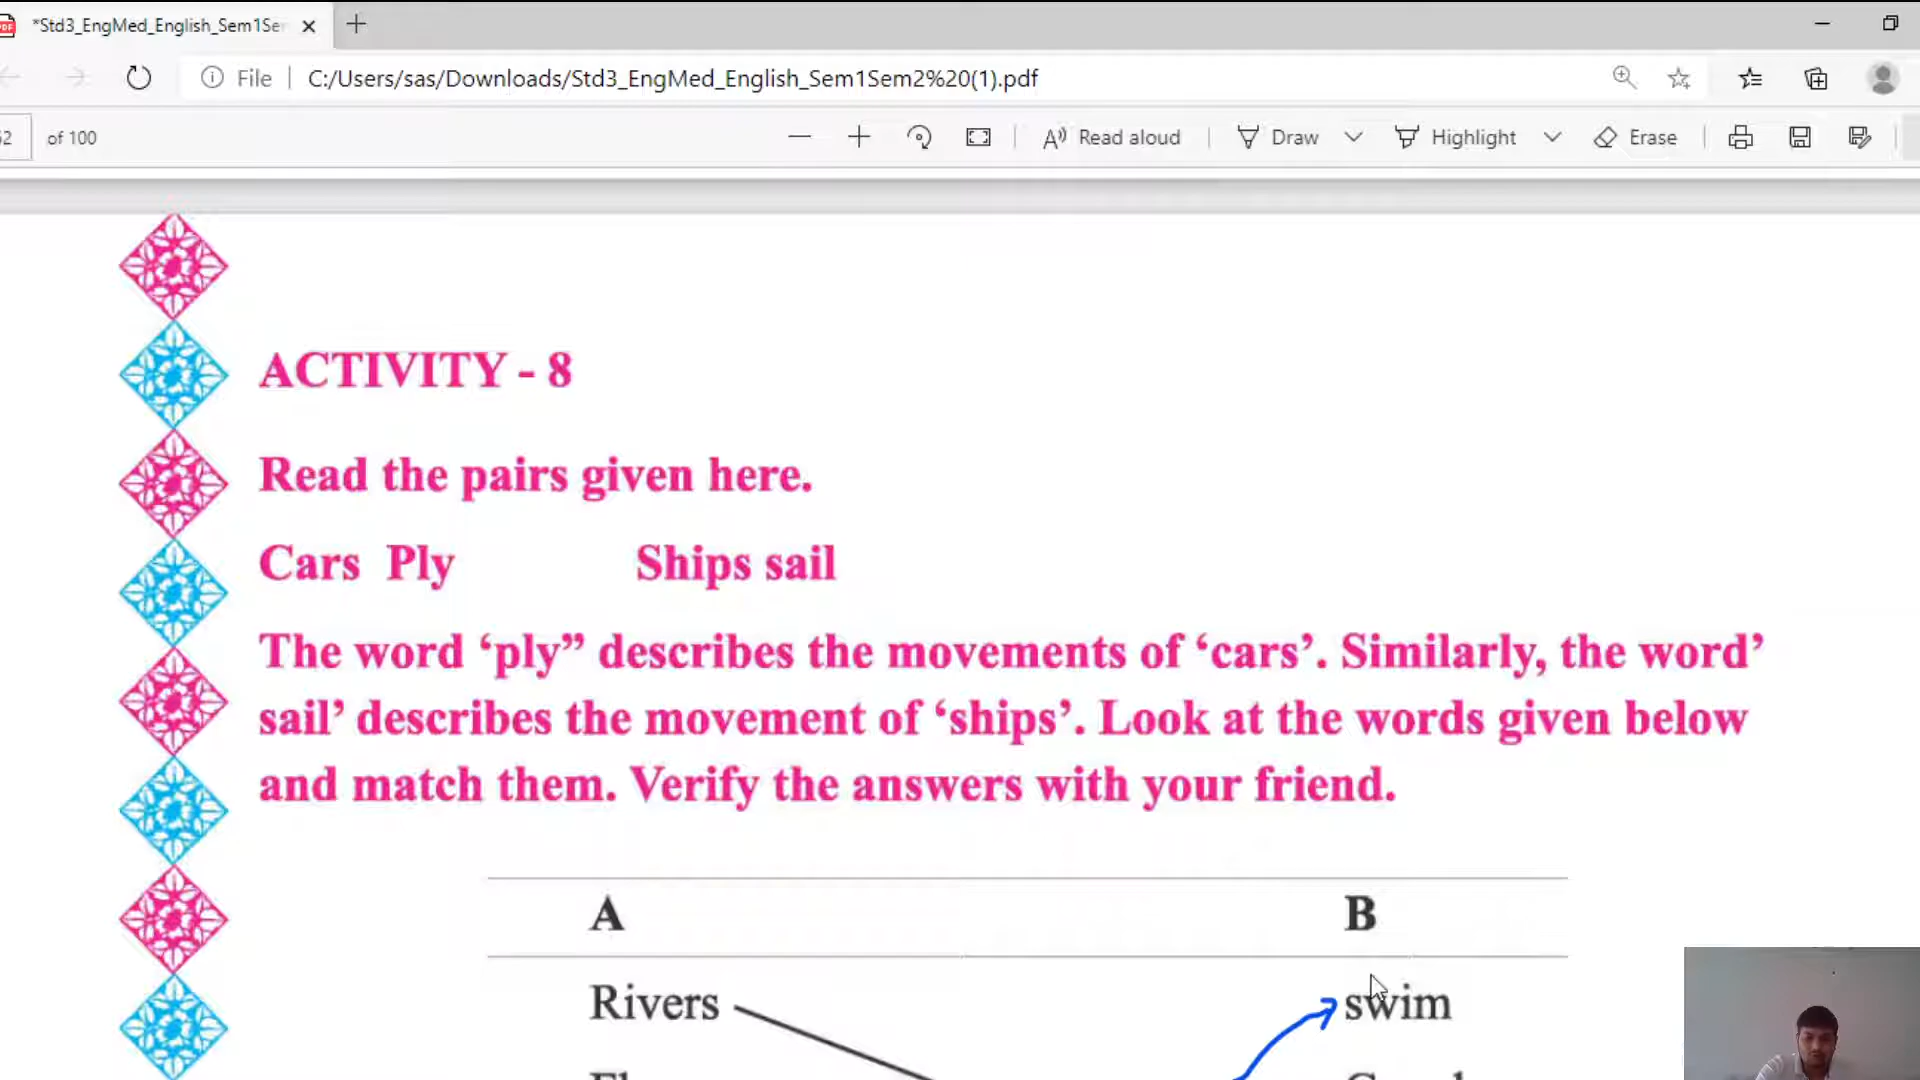 *Std3_EngMed_English_Sem1Se
File
C:/Users/sas/Downloads/Std3_EngMed_English_Sem1Sem2%20(1).pdf
of 100
Read aloud
Draw
Highlight
Erase
ACTIVITY - 8
Read the pairs given here.
Cars Ply Ships sail
The word ‘ply” describes the movements of ‘cars’. Similarly, the word’
sail’ describes the movement of ‘ships’. Look at the words given below
and match them. Verify the answers with your friend.
A B
Rivers swim